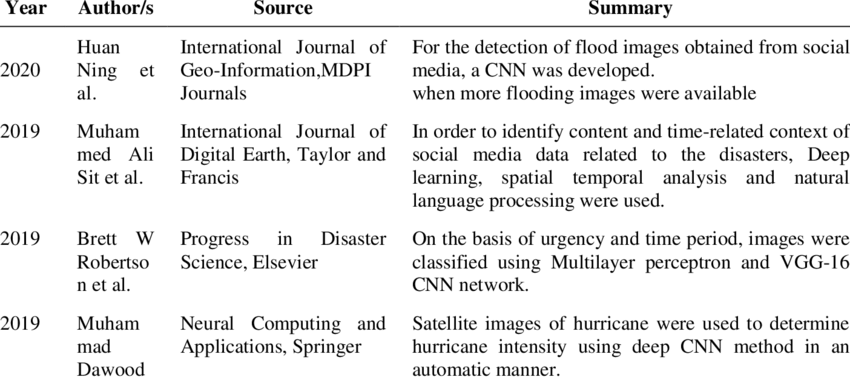 Year Author/s Source Summary
2020
Huan
Ning et
al.
International Journal of
Geo-Information,MDPI
Journals
For the detection of flood images obtained from social
media, a CNN was developed.
when more flooding images were available
2019
Muham
med Ali
Sit et al.
International Journal of
Digital Earth, Taylor and
Francis
In order to identify content and time-related context of
social media data related to the disasters, Deep
learning, spatial temporal analysis and natural
language processing were used.
2019
Brett W
Robertso
n et al.
Progress in Disaster
Science, Elsevier
On the basis of urgency and time period, images were
classified using Multilayer perceptron and VGG-16
CNN network.
2019
Muham
mad
Dawood
Neural Computing and
Applications, Springer
Satellite images of hurricane were used to determine
hurricane intensity using deep CNN method in an
automatic manner.